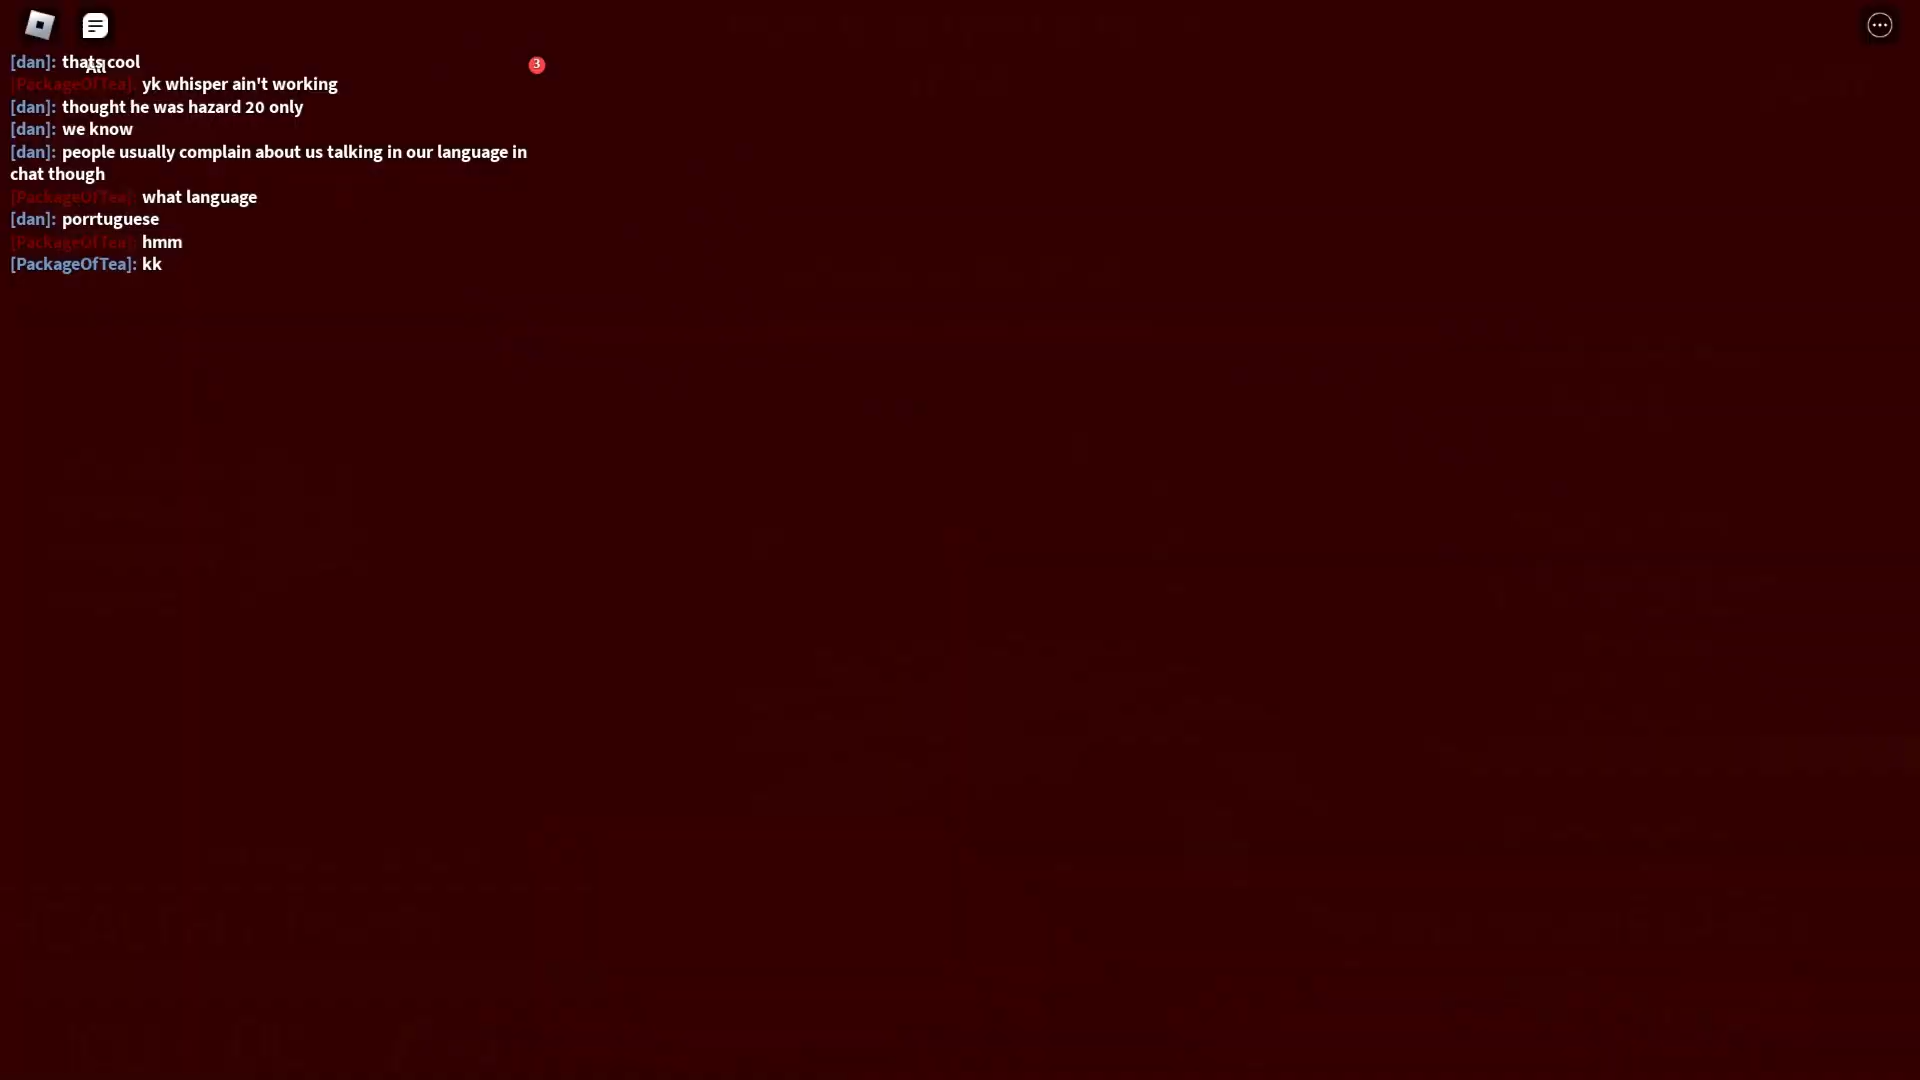 [dan]: thats cool
All
3
[PackageOfTea]: yk whisper ain't working
[dan]: thought he was hazard 20 only
[dan]: we know
[dan]: people usually complain about us talking in our language in
chat though
[PackageOfTea]: what language
[dan]: porrtuguese
[PackageOfTea]: hmm
[PackageOfTea]: kk